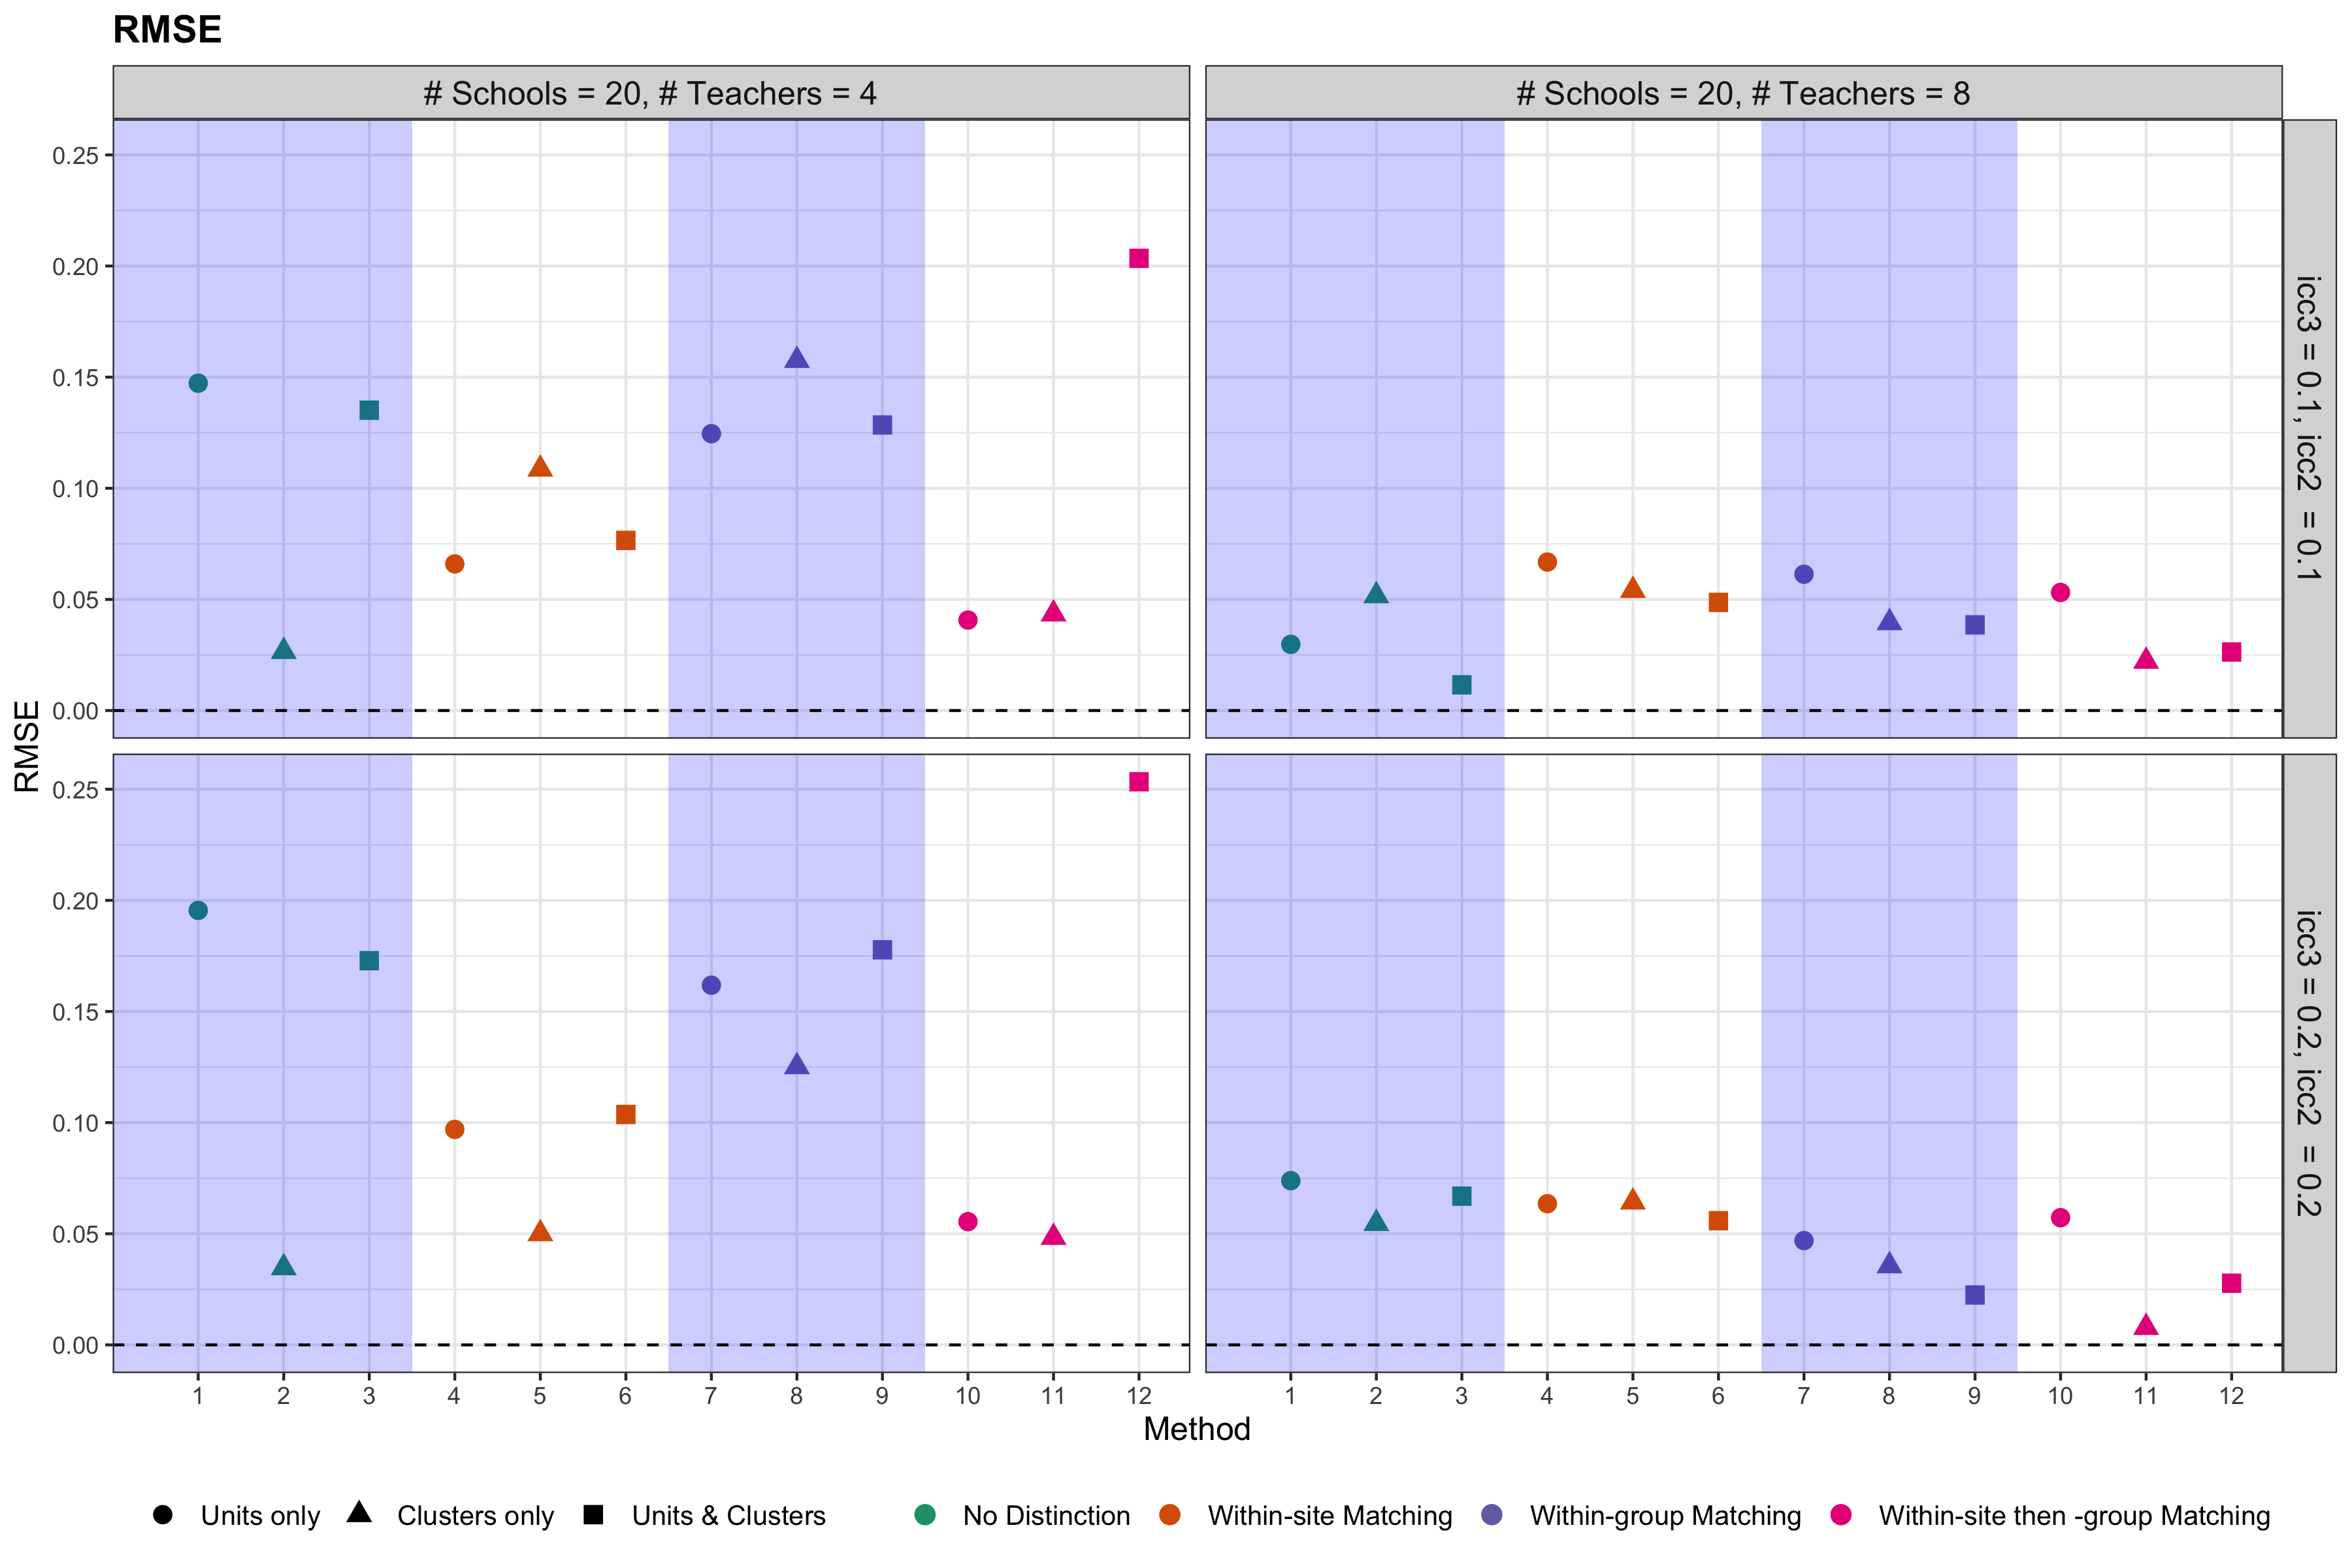 RMSE
# Schools = 20, # Teachers = 4
# Schools = 20, # Teachers = 8
0.25
0.20
0.15
0.10
0.05
0.00
icc3 = 0.1, icc2 = 0.1
RMSE
0.25
0.20
0.15
0.10
0.05
0.00
icc3 = 0.2, icc2 = 0.2
1 2 3 4 5 6 7 8 9 10 11 12
1 2 3 4 5 6 7 8 9 10 11 12
Method
Units only Clusters only Units & Clusters No Distinction Within-site Matching Within-group Matching Within-site then -group Matching